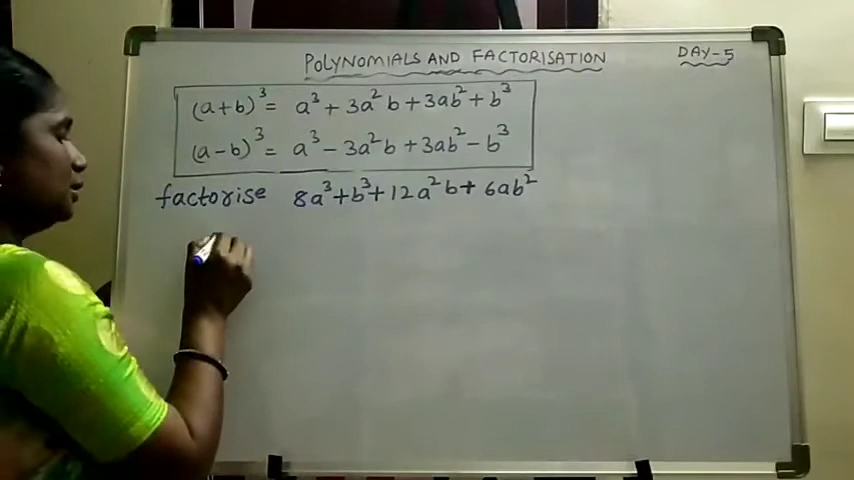 POLYNOMIALS AND FACTORISATION
DAY-5
(a+b)³ = a³ + 3a²b + 3ab² + b³
(a-b)³ = a³ - 3a²b + 3ab² - b³
factorise 8a³ + b³ + 12a²b + 6ab²